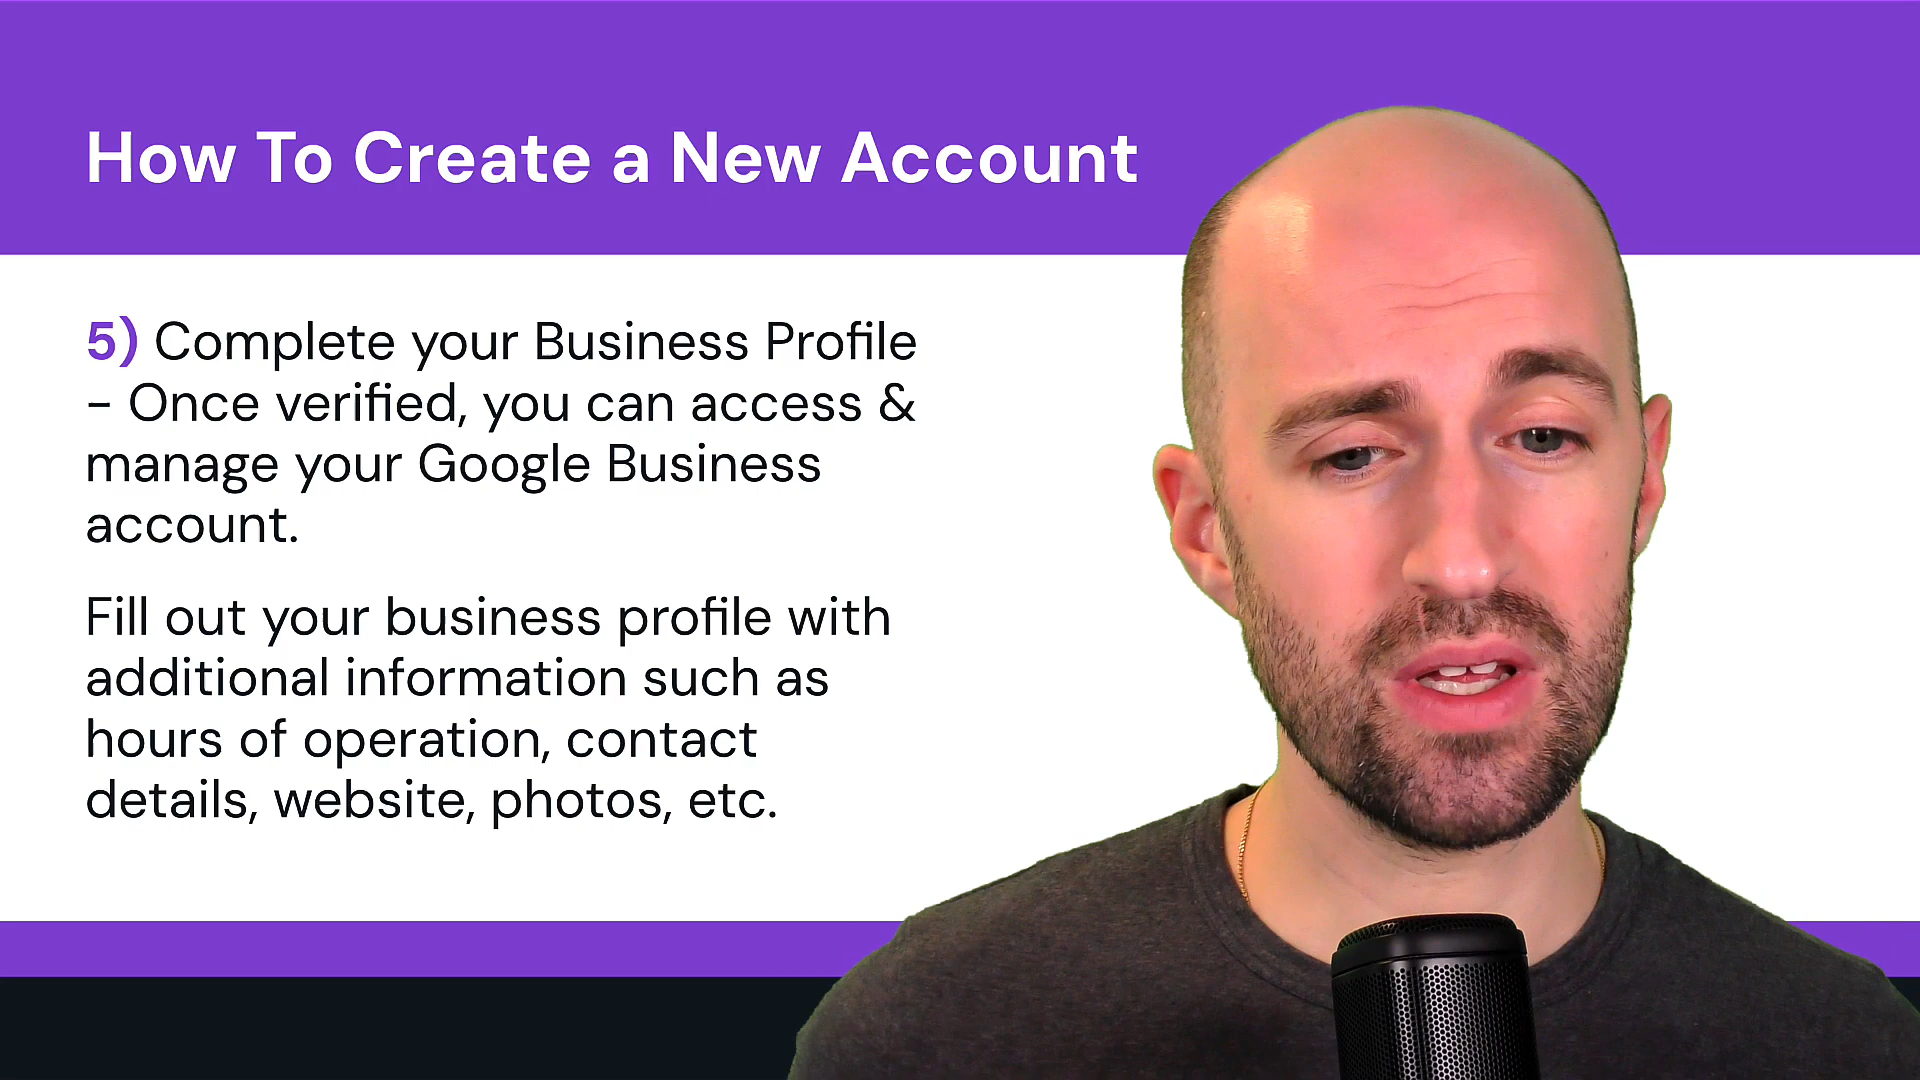 How To Create a New Account
5) Complete your Business Profile
– Once verified, you can access &
manage your Google Business
account.
Fill out your business profile with
additional information such as
hours of operation, contact
details, website, photos, etc.